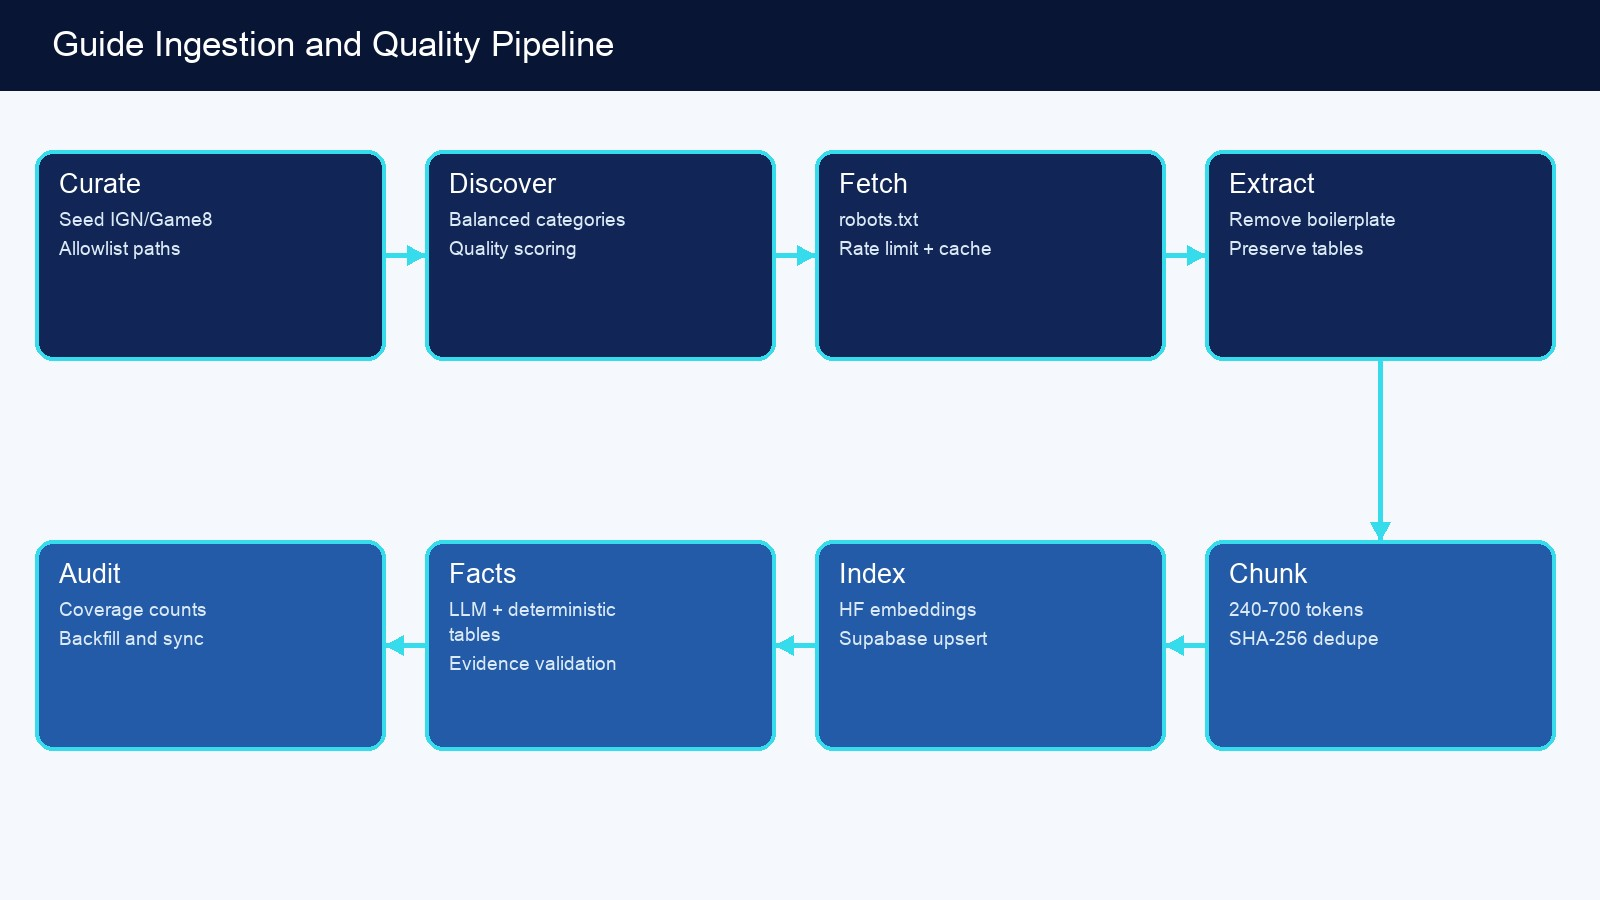 Guide Ingestion and Quality Pipeline
Curate
Seed IGN/Game8
Allowlist paths
Discover
Balanced categories
Quality scoring
Fetch
robots.txt
Rate limit + cache
Extract
Remove boilerplate
Preserve tables
Audit
Coverage counts
Backfill and sync
Facts
LLM + deterministic
tables
Evidence validation
Index
HF embeddings
Supabase upsert
Chunk
240-700 tokens
SHA-256 dedupe